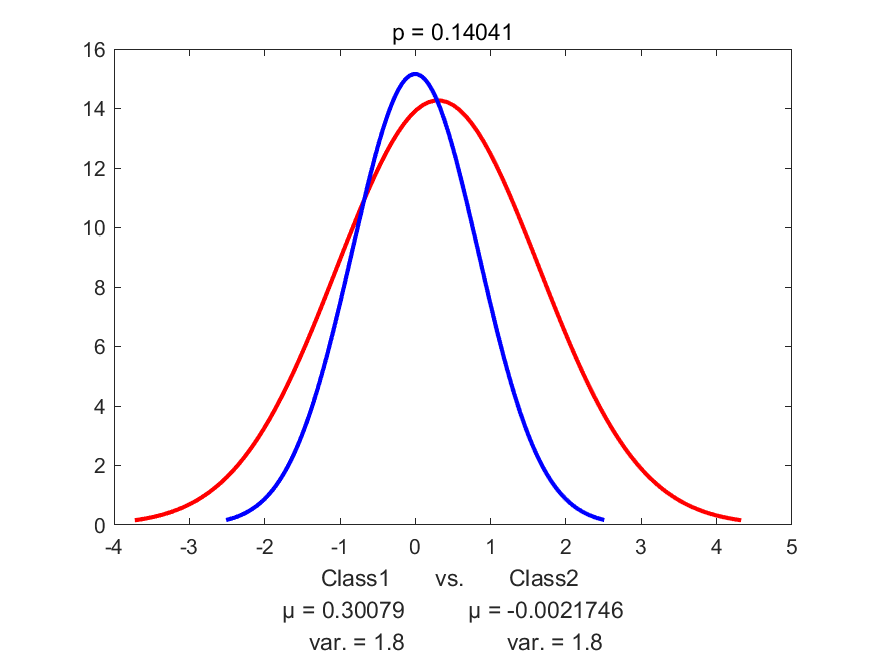 p = 0.14041
16
14
12
10
8
6
4
2
0
-4 -3 -2 -1 0 1 2 3 4 5
Class1 vs. Class2
μ = 0.30079 μ = -0.0021746
var. = 1.8 var. = 1.8